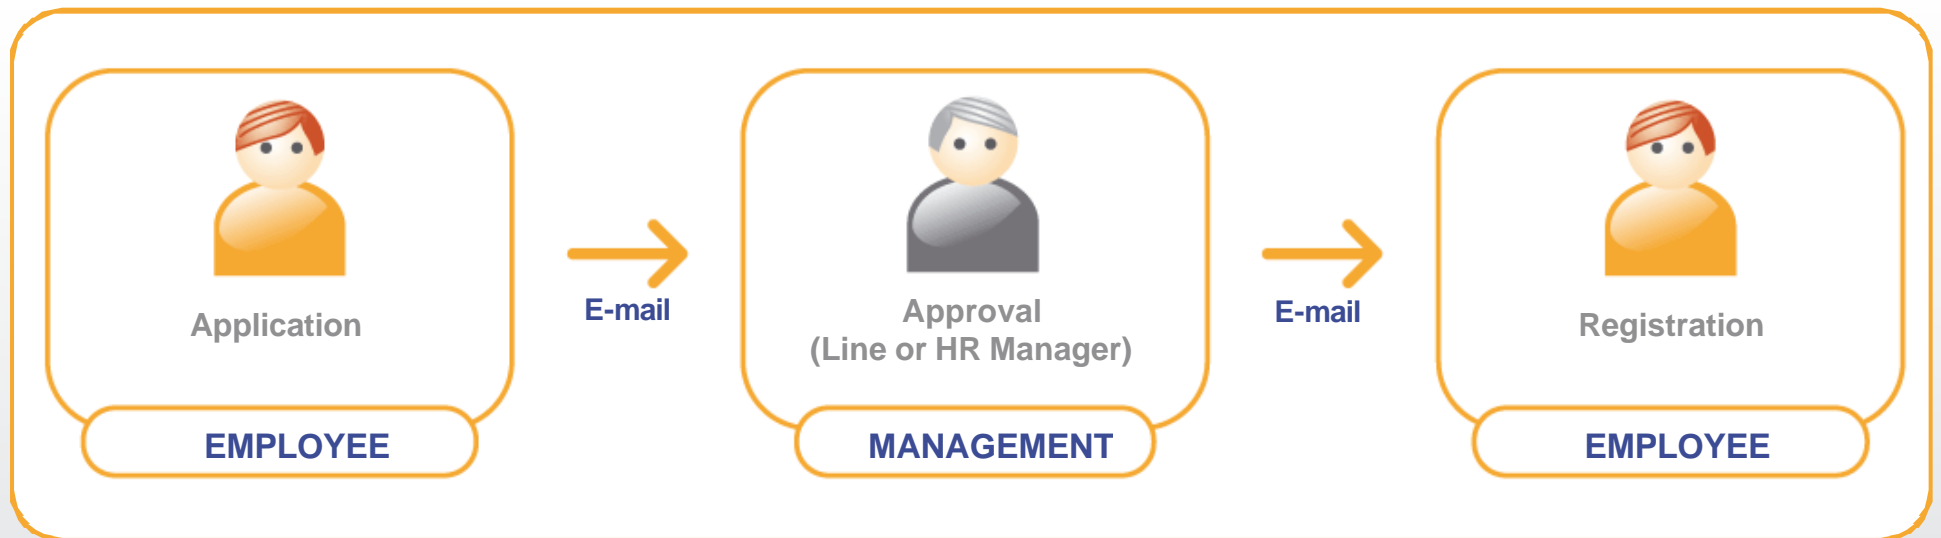 Application
EMPLOYEE
E-mail
Approval
(Line or HR Manager)
MANAGEMENT
E-mail
Registration
EMPLOYEE